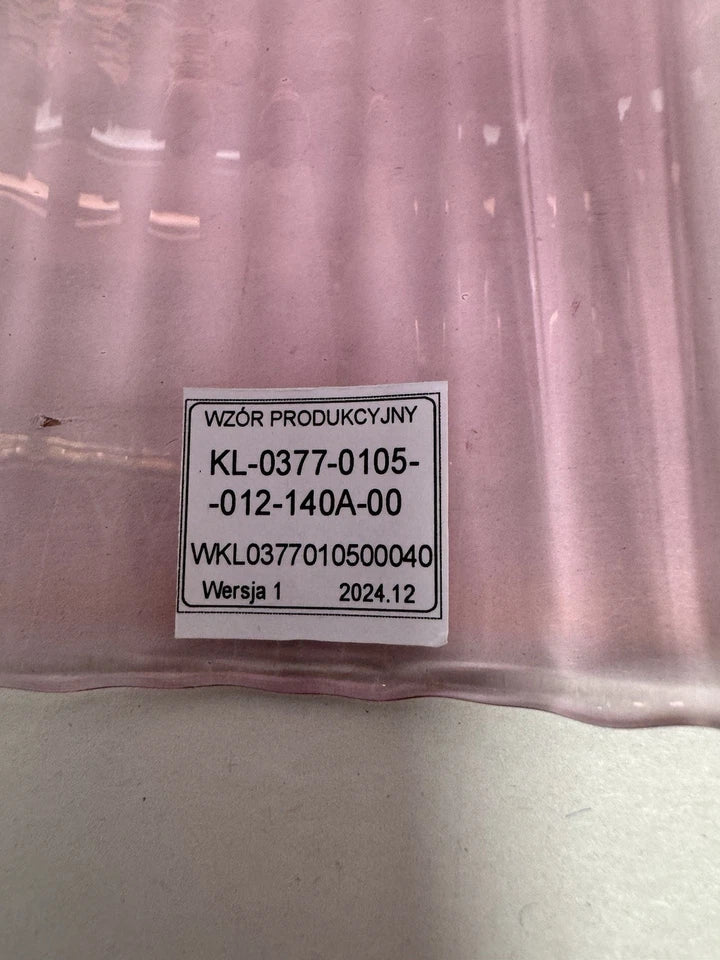 WZÓR PRODUKCYJNY
KL-0377-0105-
-012-140A-00
WKL0377010500040
Wersja 1 2024.12